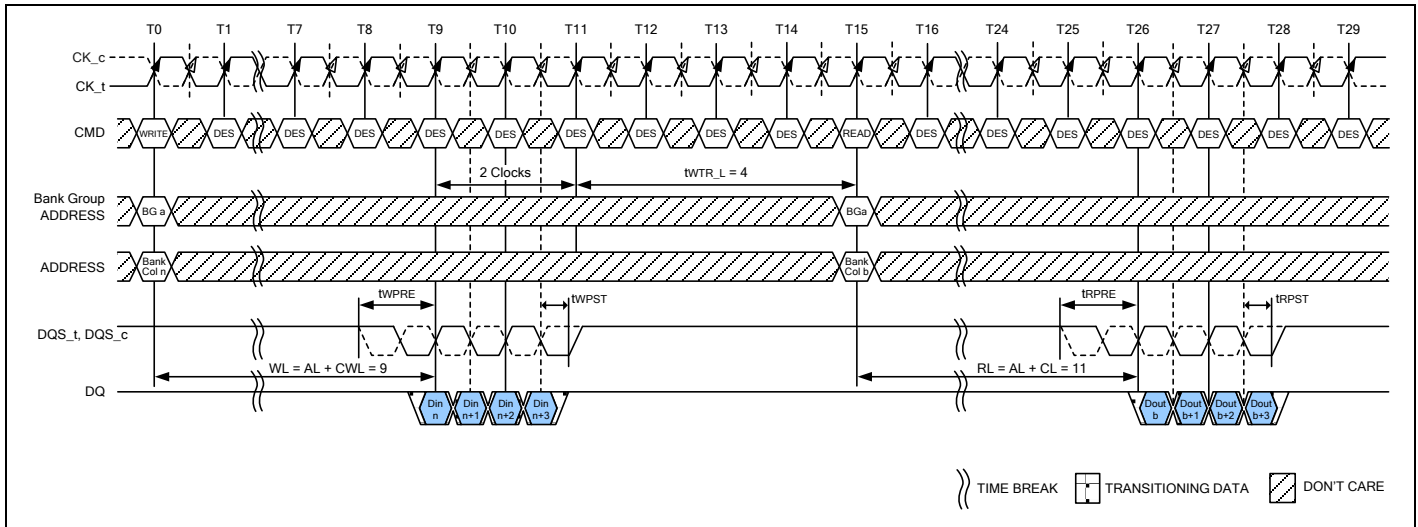 T0 T1 T7 T8 T9 T10 T11 T12 T13 T14 T15 T16 T24 T25 T26 T27 T28 T29
CK_c
CK_t
CMD WRITE DES DES DES DES DES DES DES DES DES READ DES DES DES DES DES DES DES
2 Clocks tWTR_L = 4
Bank Group
ADDRESS BG a BGa
ADDRESS Bank Col n Bank Col b
tWPRE tWPST tRPRE tRPST
DQS_t, DQS_c
WL = AL + CWL = 9 RL = AL + CL = 11
DQ Din n Din n+1 Din n+2 Din n+3 Dout b Dout b+1 Dout b+2 Dout b+3
TIME BREAK TRANSITIONING DATA DON'T CARE